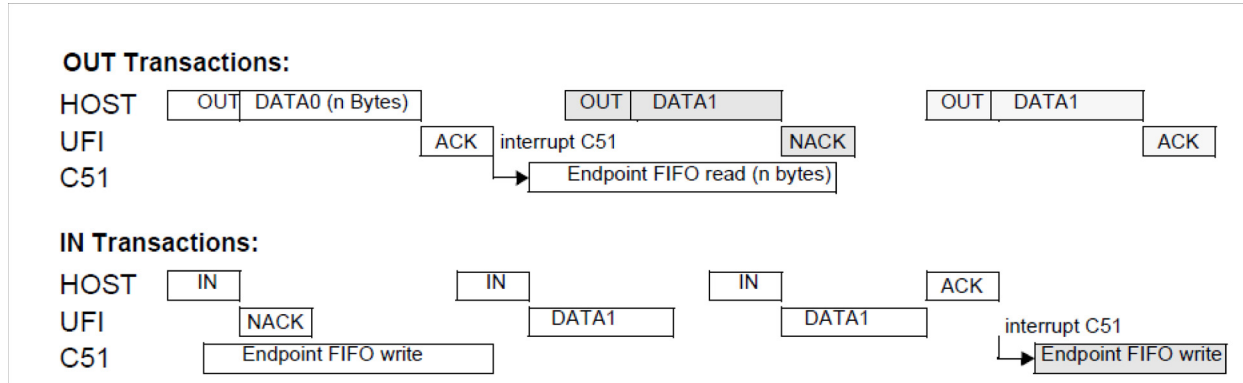 OUT Transactions:
HOST OUT DATA0 (n Bytes) OUT DATA1 OUT DATA1
UFI ACK interrupt C51 NACK ACK
C51 Endpoint FIFO read (n bytes)
IN Transactions:
HOST IN IN IN ACK
UFI NACK DATA1 DATA1 interrupt C51
C51 Endpoint FIFO write Endpoint FIFO write